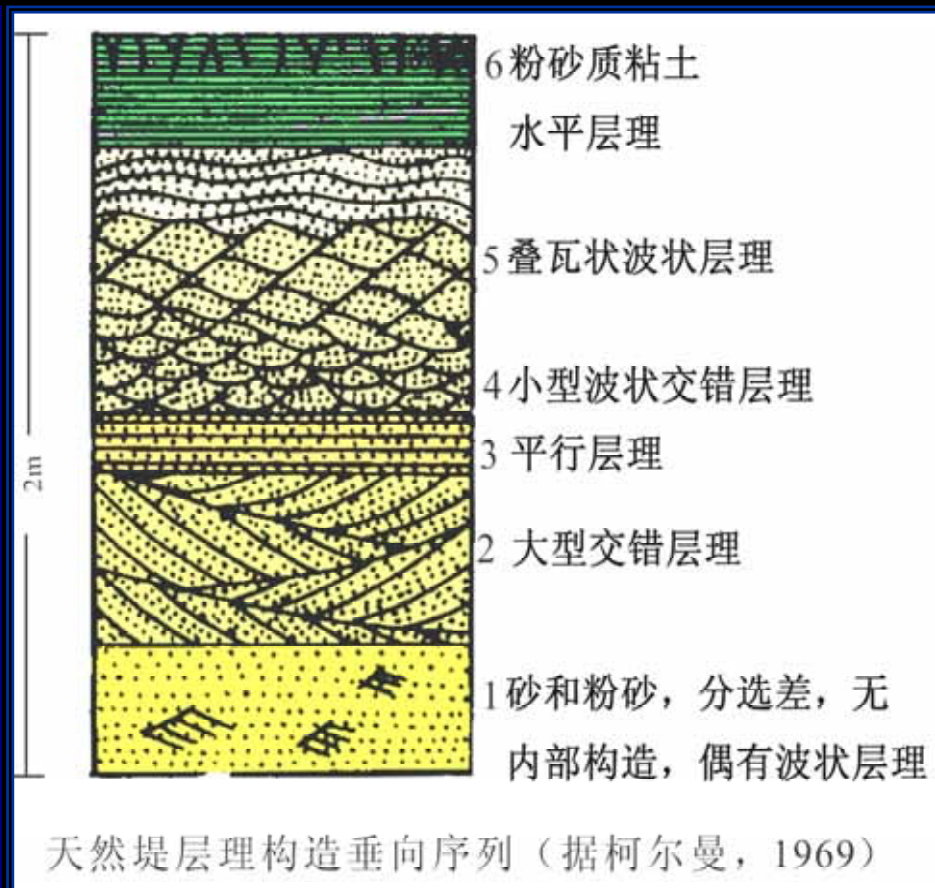 6粉砂质粘土
水平层理
5叠瓦状波状层理
4小型波状交错层理
3 平行层理
2m
2 大型交错层理
1砂和粉砂，分选差，无
内部构造，偶有波状层理
天然堤层理构造垂向序列（据柯尔曼，1969）